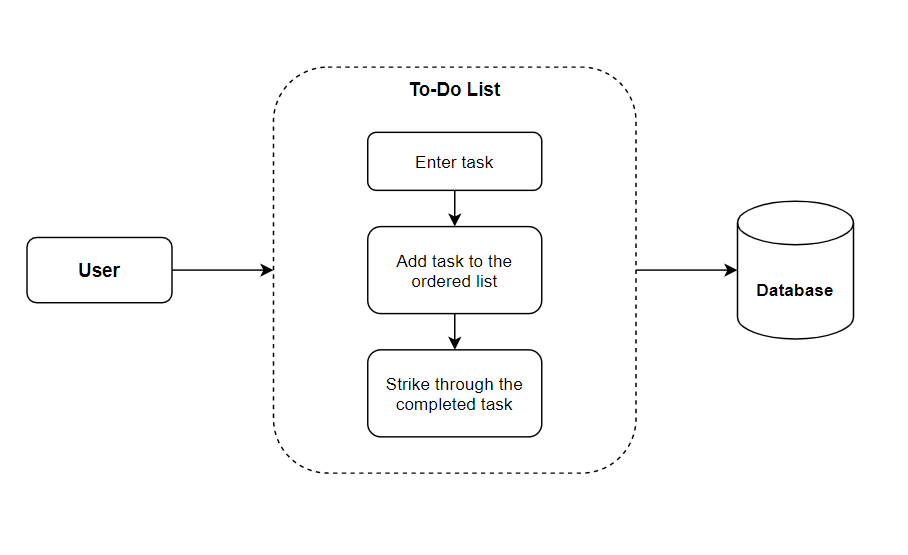 To-Do List
Enter task
Add task to the
ordered list
Strike through the
completed task
User
Database